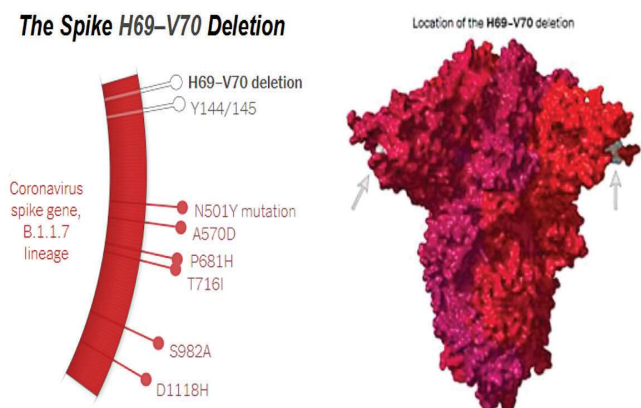 The Spike H69–V70 Deletion
Location of the H69–V70 deletion
H69–V70 deletion
Y144/145
Coronavirus
spike gene,
B.1.1.7
lineage
N501Y mutation
A570D
P681H
T716I
S982A
D1118H